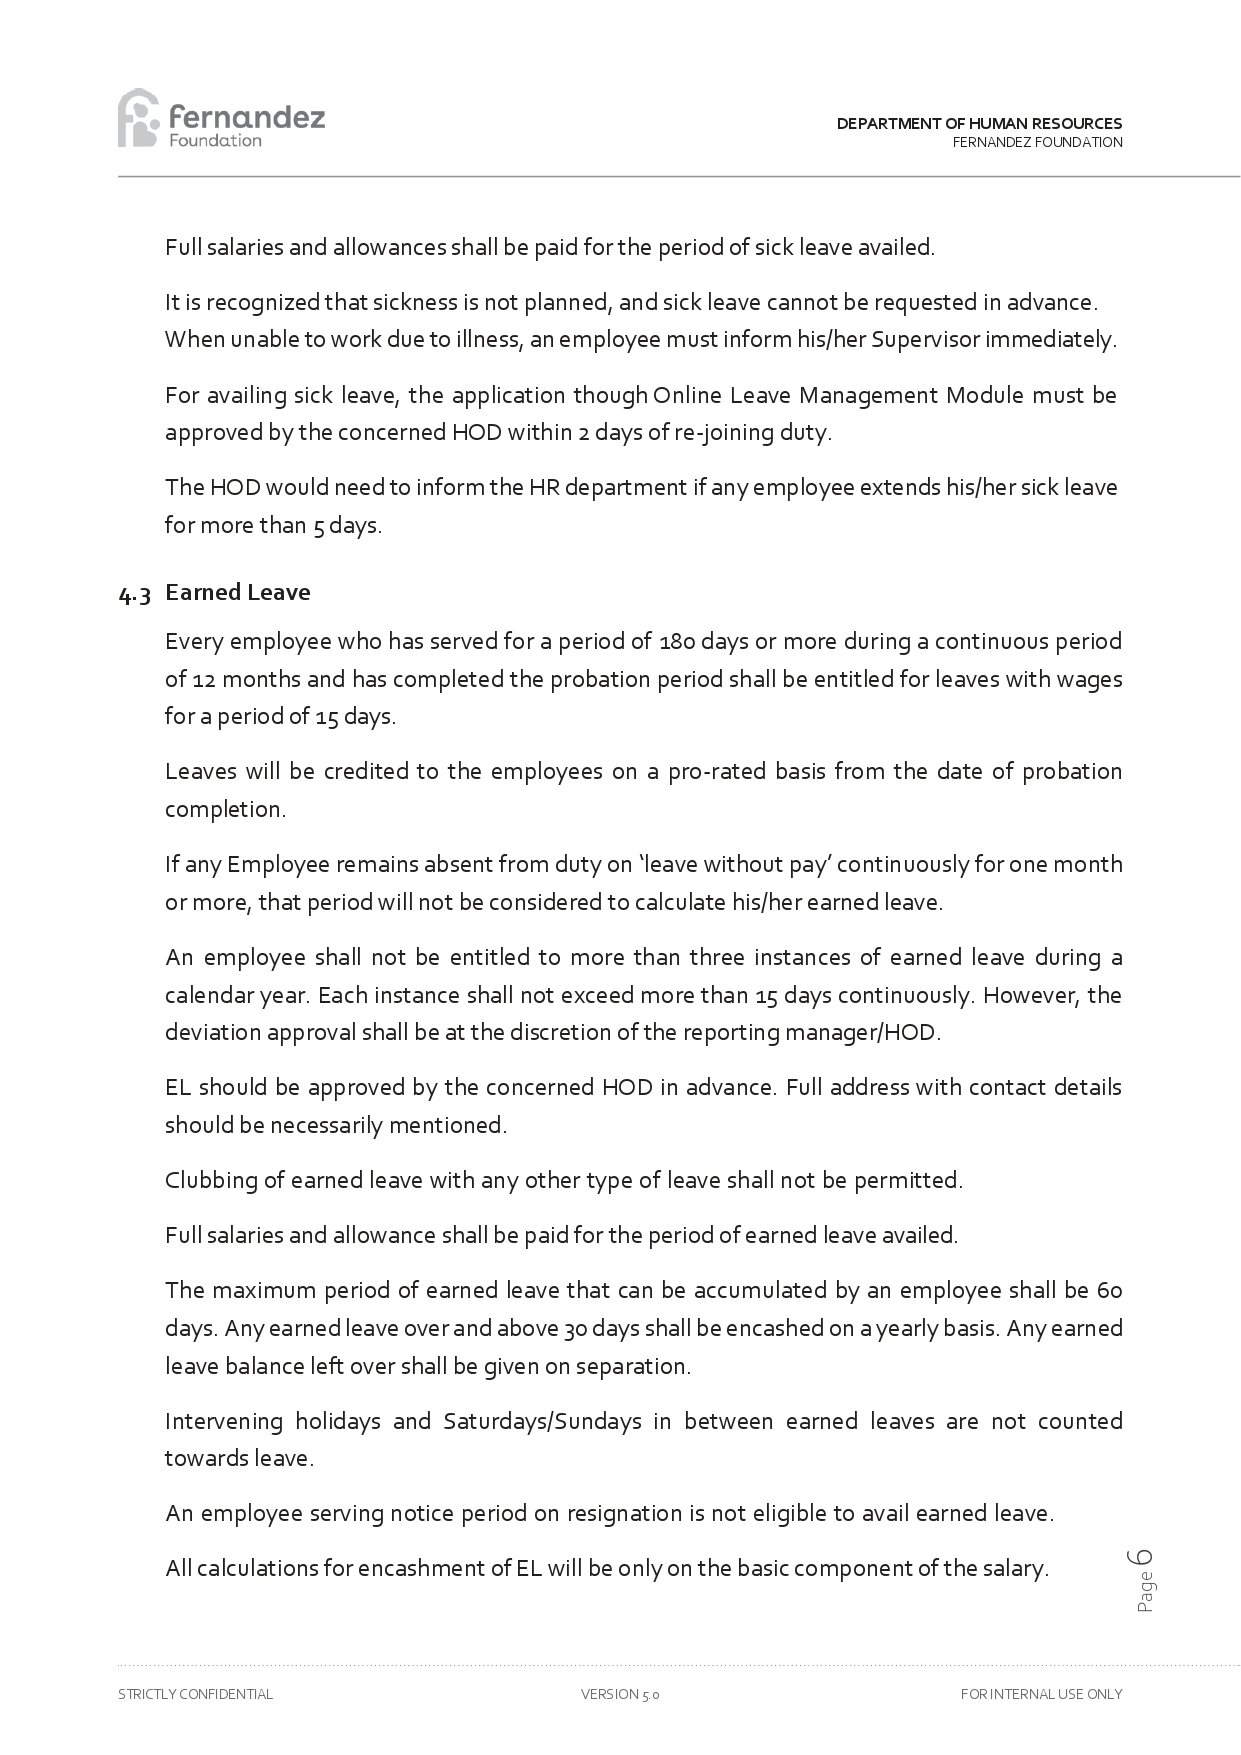 fernandez
Foundation
DEPARTMENT OF HUMAN RESOURCES
FERNANDEZ FOUNDATION
Full salaries and allowances shall be paid for the period of sick leave availed.
It is recognized that sickness is not planned, and sick leave cannot be requested in advance.
When unable to work due to illness, an employee must inform his/her Supervisor immediately.
For availing sick leave, the application though Online Leave Management Module must be
approved by the concerned HOD within 2 days of re-joining duty.
The HOD would need to inform the HR department if any employee extends his/her sick leave
for more than 5 days.
4.3 Earned Leave
Every employee who has served for a period of 180 days or more during a continuous period
of 12 months and has completed the probation period shall be entitled for leaves with wages
for a period of 15 days.
Leaves will be credited to the employees on a pro-rated basis from the date of probation
completion.
If any Employee remains absent from duty on ‘leave without pay’ continuously for one month
or more, that period will not be considered to calculate his/her earned leave.
An employee shall not be entitled to more than three instances of earned leave during a
calendar year. Each instance shall not exceed more than 15 days continuously. However, the
deviation approval shall be at the discretion of the reporting manager/HOD.
EL should be approved by the concerned HOD in advance. Full address with contact details
should be necessarily mentioned.
Clubbing of earned leave with any other type of leave shall not be permitted.
Full salaries and allowance shall be paid for the period of earned leave availed.
The maximum period of earned leave that can be accumulated by an employee shall be 60
days. Any earned leave over and above 30 days shall be encashed on a yearly basis. Any earned
leave balance left over shall be given on separation.
Intervening holidays and Saturdays/Sundays in between earned leaves are not counted
towards leave.
An employee serving notice period on resignation is not eligible to avail earned leave.
All calculations for encashment of EL will be only on the basic component of the salary.
Page 6
STRICTLY CONFIDENTIAL
VERSION 5.0
FOR INTERNAL USE ONLY